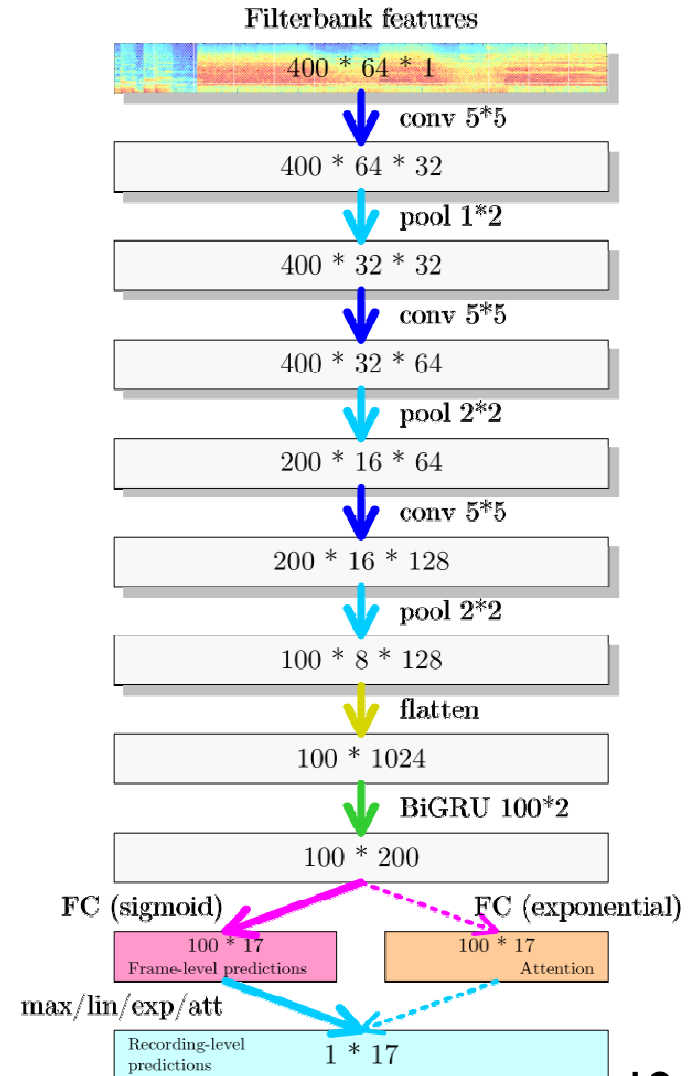 Filterbank features
400 * 64 * 1
conv 5*5
400 * 64 * 32
pool 1*2
400 * 32 * 32
conv 5*5
400 * 32 * 64
pool 2*2
200 * 16 * 64
conv 5*5
200 * 16 * 128
pool 2*2
100 * 8 * 128
flatten
100 * 1024
BiGRU 100*2
100 * 200
FC (sigmoid)
FC (exponential)
100 * 17
Frame-level predictions
100 * 17
Attention
max/lin/exp/att
Recording-level
predictions
1 * 17